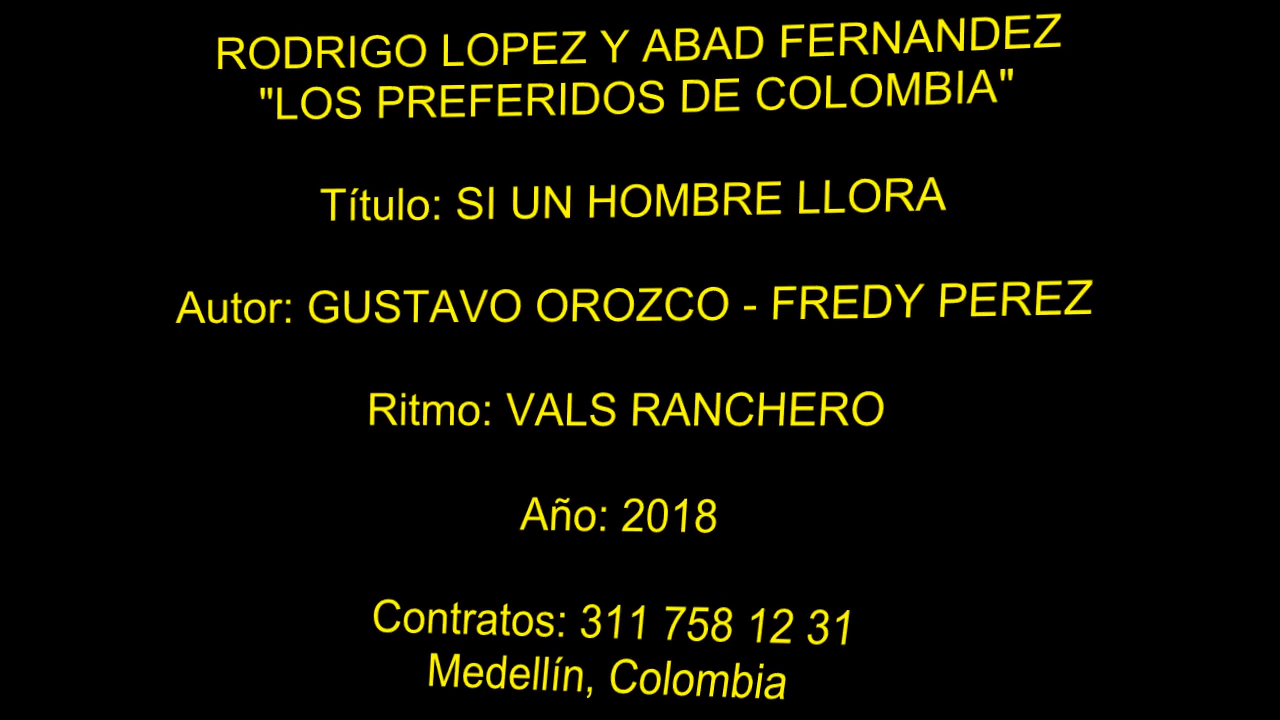 RODRIGO LOPEZ Y ABAD FERNANDEZ
"LOS PREFERIDOS DE COLOMBIA"
Título: SI UN HOMBRE LLORA
Autor: GUSTAVO OROZCO - FREDY PEREZ
Ritmo: VALS RANCHERO
Año: 2018
Contratos: 311 758 12 31
Medellín, Colombia